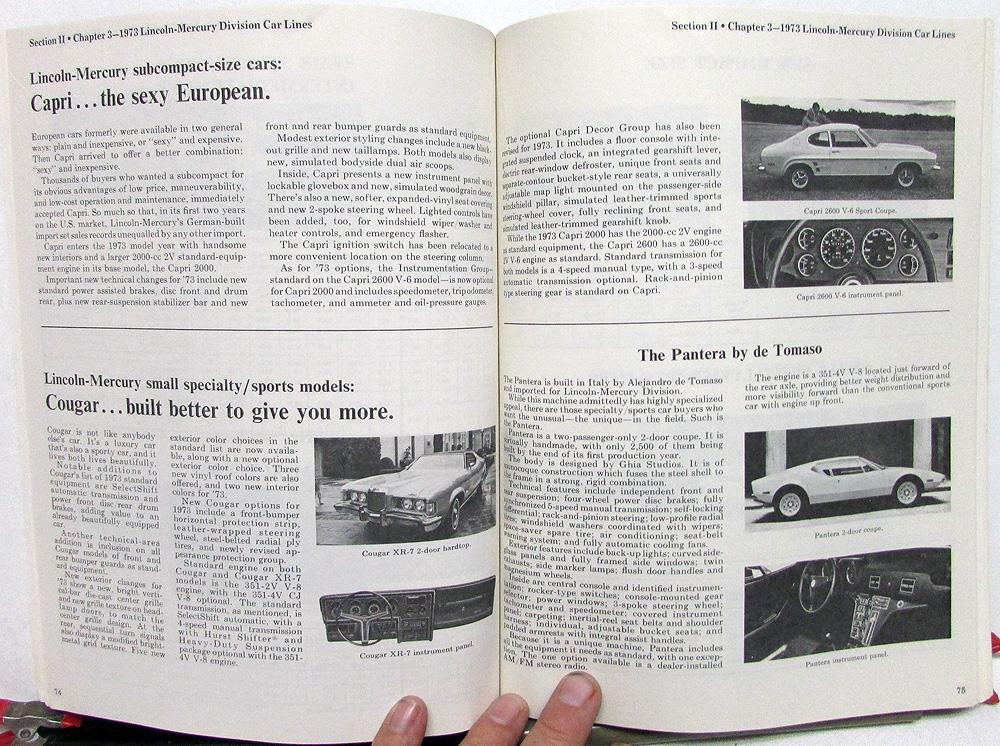 Section II • Chapter 3—1973 Lincoln-Mercury Division Car Lines
Lincoln-Mercury subcompact-size cars:
Capri...the sexy European.
European cars formerly were available in two general
ways: plain and inexpensive, or "sexy" and expensive.
Then Capri arrived to offer a better combination:
"sexy" and inexpensive.
Thousands of buyers who wanted a subcompact for
its obvious advantages of low price, maneuverability,
and low-cost operation and maintenance, immediately
accepted Capri. So much so that, in its first two years
on the U.S. market, Lincoln-Mercury's German-built
import set sales records unequalled by any other import.
Capri enters the 1973 model year with handsome
new interiors and a larger 2000-cc 2V standard-equip-
ment engine in its base model, the Capri 2000.
Important new technical changes for '73 include new
standard power assisted brakes, disc front and drum
rear, plus new rear-suspension stabilizer bar and new
front and rear bumper guards as standard equipment.
Modest exterior styling changes include a new black-
out grille and new taillamps. Both models also display
new, simulated bodyside dual air scoops.
Inside, Capri presents a new instrument panel with
lockable glovebox and new, simulated woodgrain decor.
There's also a new, softer, expanded-vinyl seat covering
and new 2-spoke steering wheel. Lighted controls have
been added, too, for windshield wiper/washer and
heater controls, and emergency flasher.
The Capri ignition switch has been relocated to a
more convenient location on the steering column.
As for '73 options, the Instrumentation Group—
standard on the Capri 2600 V-6 model—is now optional
for Capri 2000 and includes speedometer, tripodometer,
tachometer, and ammeter and oil-pressure gauges.
Lincoln-Mercury small specialty/sports models:
Cougar...built better to give you more.
Cougar is not like anybody
else's car. It's a luxury car
that's also a sporty car, and it
lives both lives beautifully.
Notable additions to
Cougar's list of 1973 standard
equipment are SelectShift
automatic transmission and
power front disc/rear drum
brakes, adding value to an
already beautifully equipped
car.
Another technical-area
addition is inclusion on all
Cougar models of front and
rear bumper guards as stand-
ard equipment.
New exterior changes for
'73 show a new, bright verti-
cal-bar die-cast center grille
and new grille texture on head-
lamp doors, to match the
center grille design. At the
rear, sequential turn signals
also display a modified bright-
metal grid texture. Five new
exterior color choices in the
standard list are now availa-
ble, along with a new optional
exterior color choice. Three
new vinyl roof colors are also
offered, and two new interior
colors for '73.
New Cougar options for
1973 include a front-bumper
horizontal protection strip,
leather-wrapped steering
wheel, steel-belted radial ply
tires, and newly revised ap-
pearance protection group.
Standard engine on both
Cougar and Cougar XR-7
models is the 351-2V V-8
engine, with the 351-4V CJ
V-8 optional. The standard
transmission, as mentioned, is
SelectShift automatic, with a
4-speed manual transmission
with Hurst Shifter® and
Heavy-Duty Suspension
package optional with the 351-
4V V-8 engine.
Cougar XR-7 2-door hardtop.
Cougar XR-7 instrument panel.
74
Section II • Chapter 3—1973 Lincoln-Mercury Division Car Lines
The optional Capri Decor Group has also been
revised for 1973. It includes a floor console with inte-
grated suspended clock, an integrated gearshift lever,
electric rear-window defroster, unique front seats and
separate-contour bucket-style rear seats, a universally
adjustable map light mounted on the passenger-side
windshield pillar, simulated leather-trimmed sports
steering-wheel cover, fully reclining front seats, and
simulated leather-trimmed gearshift knob.
While the 1973 Capri 2000 has the 2000-cc 2V engine
as standard equipment, the Capri 2600 has a 2600-cc
V-6 engine as standard. Standard transmission for
both models is a 4-speed manual type, with a 3-speed
automatic transmission optional. Rack-and-pinion
type steering gear is standard on Capri.
Capri 2600 V-6 Sport Coupe.
Capri 2600 V-6 instrument panel.
The Pantera by de Tomaso
The Pantera is built in Italy by Alejandro de Tomaso
and imported for Lincoln-Mercury Division.
While this machine admittedly has highly specialized
appeal, there are those specialty/sports car buyers who
want the unusual—the unique—in the field. Such is
the Pantera.
Pantera is a two-passenger-only 2-door coupe. It is
virtually handmade, with only 2,500 of them being
built by the end of its first production year.
The body is designed by Ghia Studios. It is of
monocoque construction which fuses the steel shell to
the frame in a strong, rigid combination.
Technical features include independent front and
rear suspension; four-wheel power disc brakes; fully
synchronized 5-speed manual transmission; self-locking
differential; rack-and-pinion steering; low-profile radial
tires; windshield washers coordinated with wipers;
space-saver spare tire; air conditioning; seat-belt
warning system; and fully automatic cooling fans.
Exterior features include back-up lights; curved side-
glass panels and fully framed side windows; twin
exhausts; side marker lamps; flush door handles and
magnesium wheels.
Inside are central console and identified instrumen-
tation; rocker-type switches; console-mounted gear
selector; power windows; 3-spoke steering wheel;
tachometer and speedometer; covered instrument
panel; carpeting; inertial-reel seat belts and shoulder
harness; individual, adjustable bucket seats; and
padded armrests with integral assist handles.
Because it is a unique machine, Pantera includes
all the equipment it needs as standard, with one excep-
tion. The one option available is a dealer-installed
AM/FM stereo radio.
The engine is a 351-4V V-8 located just forward of
the rear axle, providing better weight distribution and
more visibility forward than the conventional sports
car with engine up front.
Pantera 2-door coupe.
Pantera instrument panel.
75